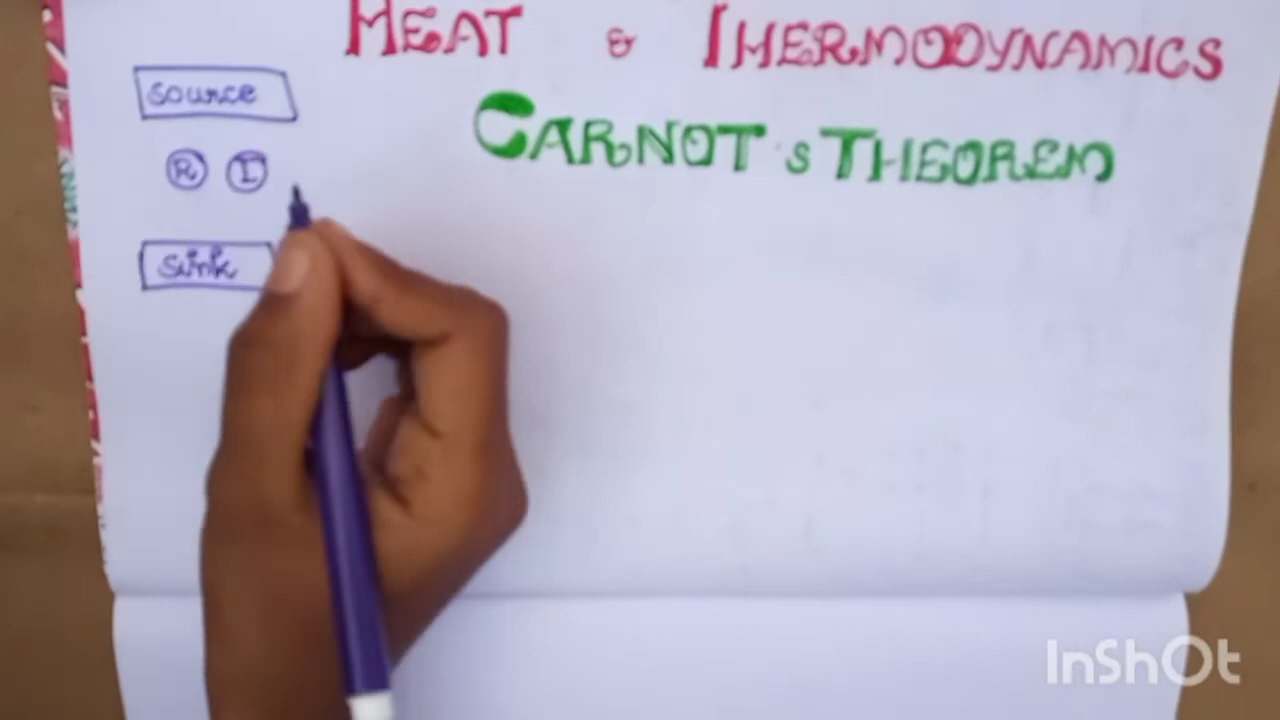 HEAT & THERMODYNAMICS
CARNOT'S THEOREM
source
R I
sink
InShOt